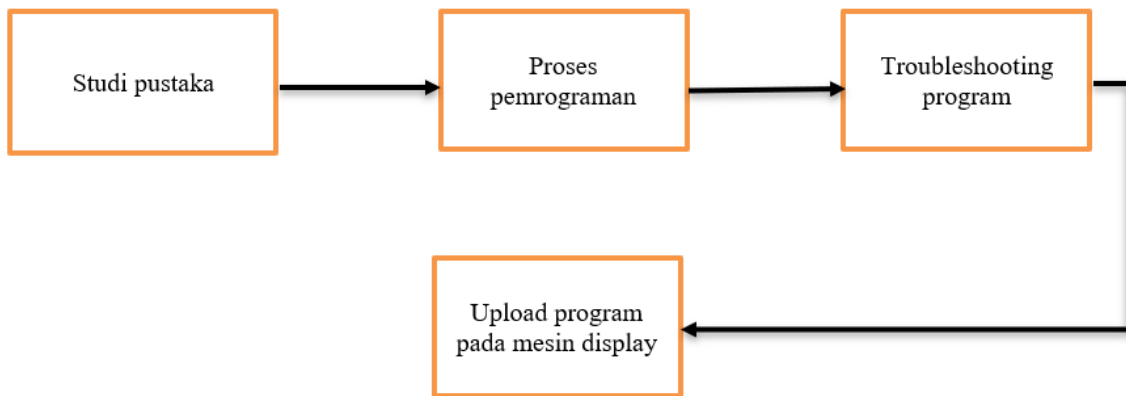 Studi pustaka
Proses
pemrograman
Troubleshooting
program
Upload program
pada mesin display